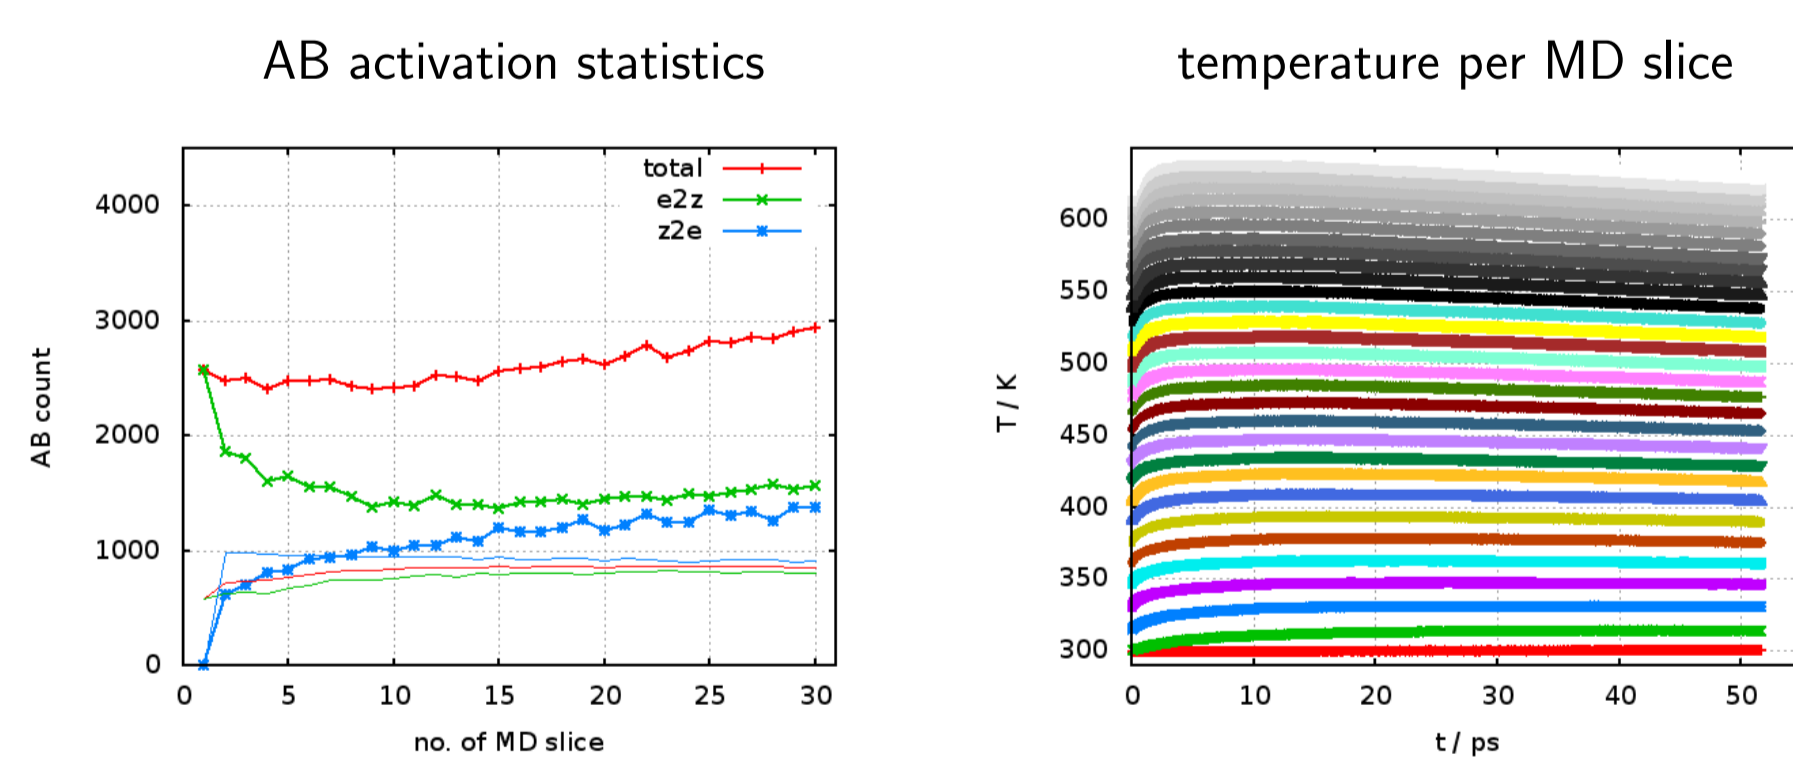 AB activation statistics
temperature per MD slice
total
e2z
z2e
4000
3000
2000
1000
0
AB count
0 5 10 15 20 25 30
no. of MD slice
600
550
500
450
400
350
300
T / K
0 10 20 30 40 50
t / ps